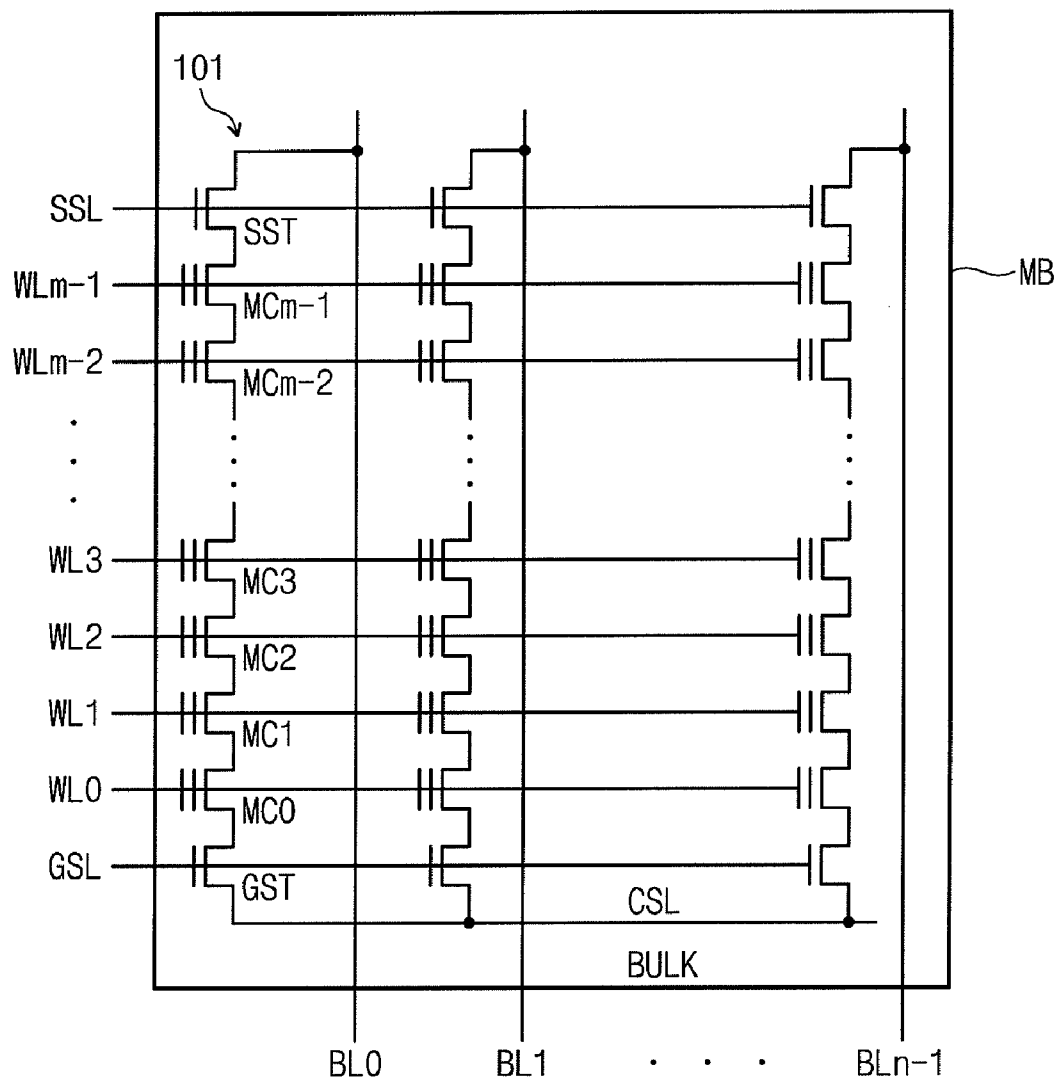 101
SSL
SST
WLm-1
MCm-1
MB
WLm-2
MCm-2
WL3
MC3
WL2
MC2
WL1
MC1
WL0
MC0
GSL
GST
CSL
BULK
BL0 BL1 . . . BLn-1